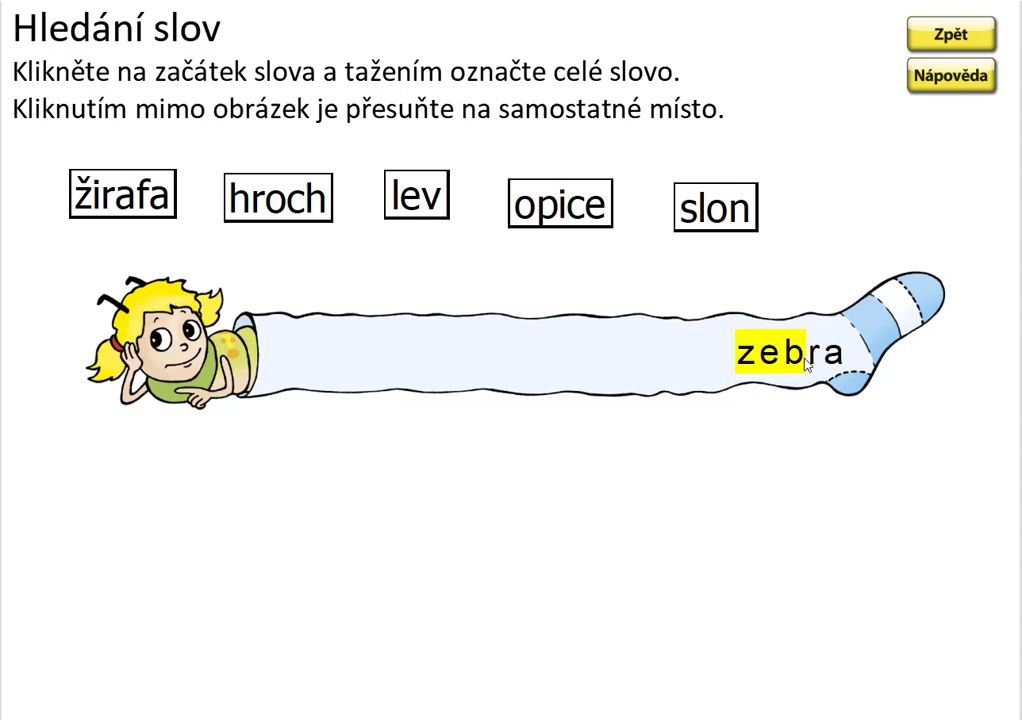 Hledání slov
Zpět
Klikněte na začátek slova a tažením označte celé slovo.
Nápověda
Kliknutím mimo obrázek je přesuňte na samostatné místo.
žirafa hroch lev opice slon
zebra